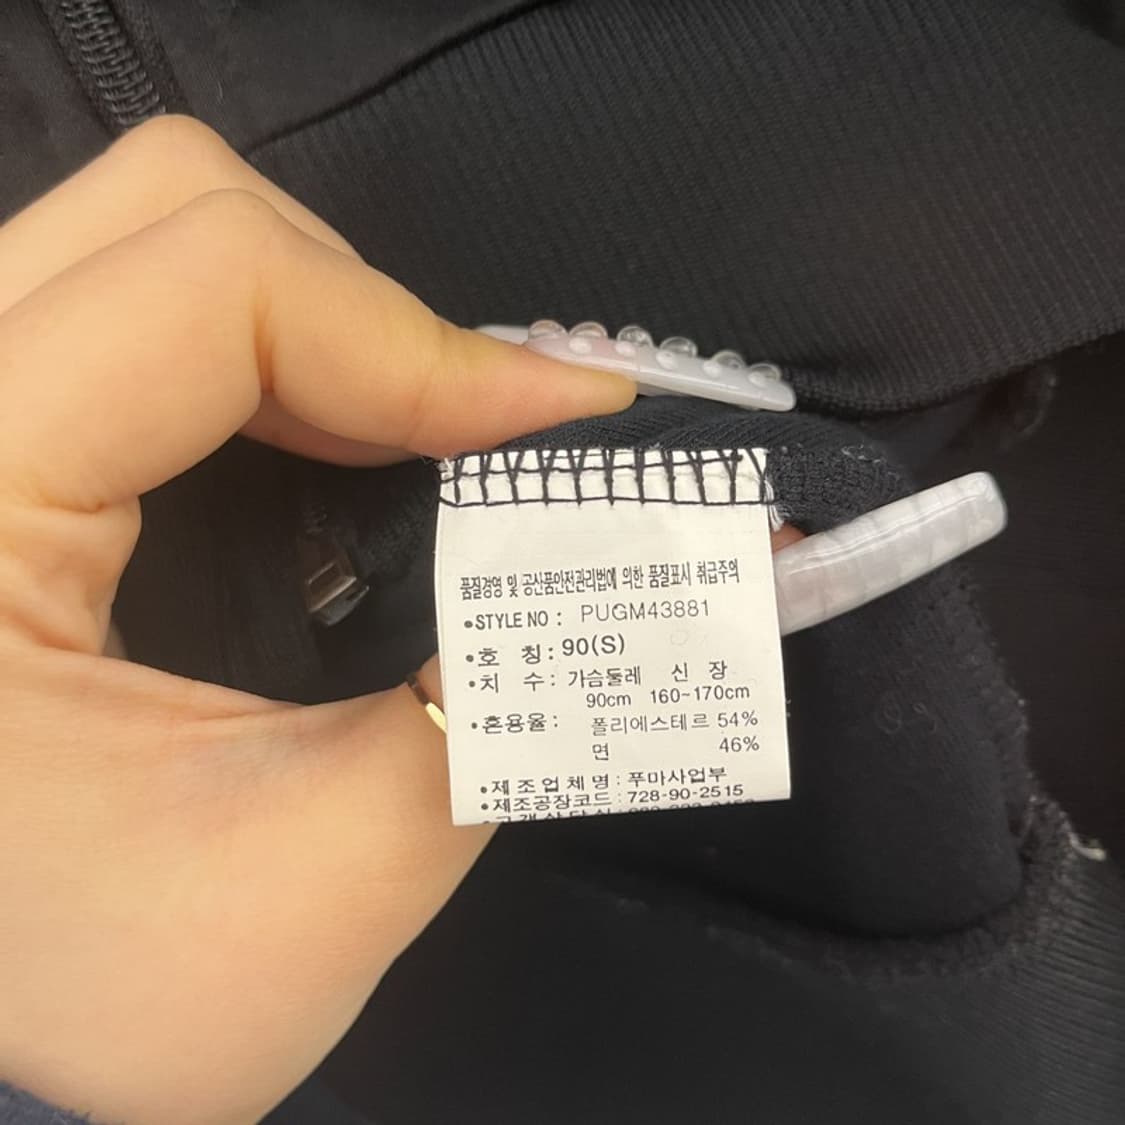 품질경영 및 공산품안전관리법에 의한 품질표시 취급주의
•STYLE NO : PUGM43881
•호 칭: 90(S)
•치 수: 가슴둘레 신 장
90cm 160~170cm
•혼용율: 폴리에스테르 54%
면 46%
•제조업체명: 푸마사업부
•제조공장코드: 728-90-2515